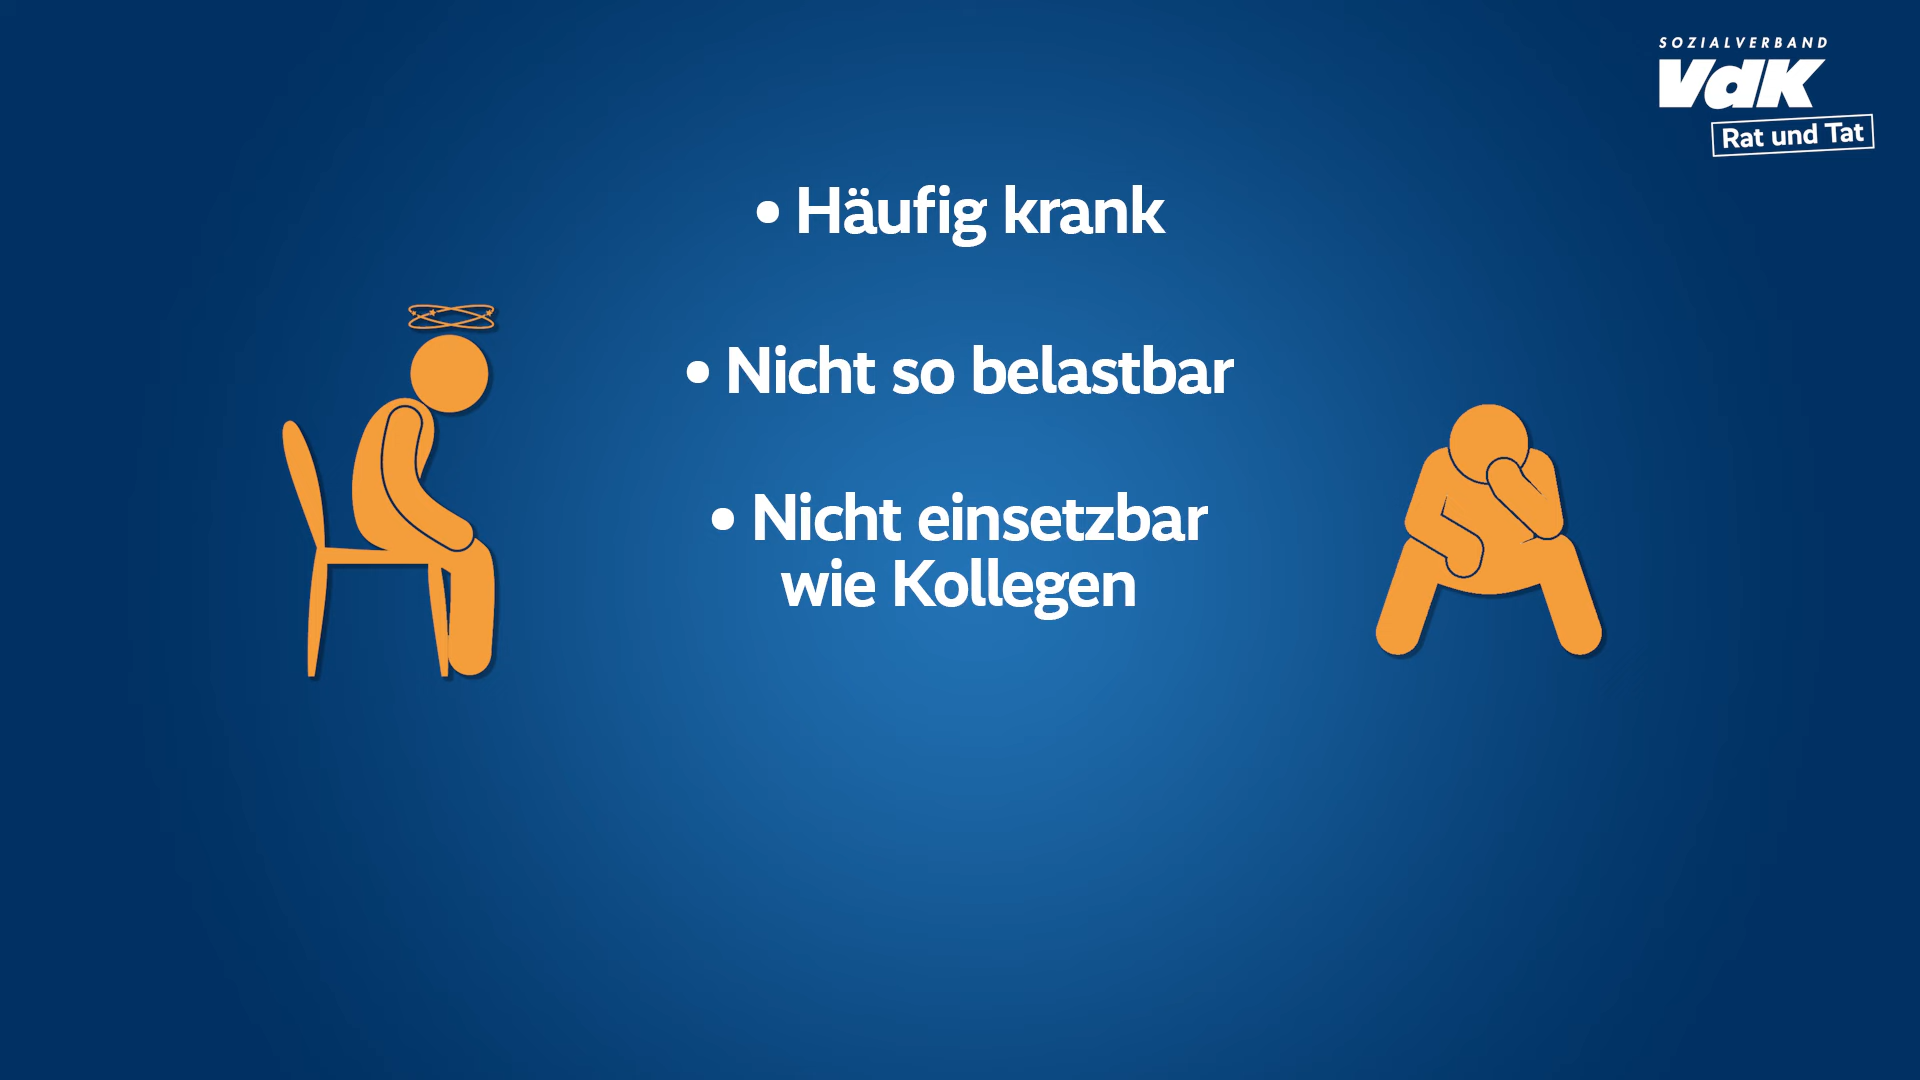 SOZIALVERBAND
VdK
Rat und Tat
• Häufig krank
• Nicht so belastbar
• Nicht einsetzbar
wie Kollegen